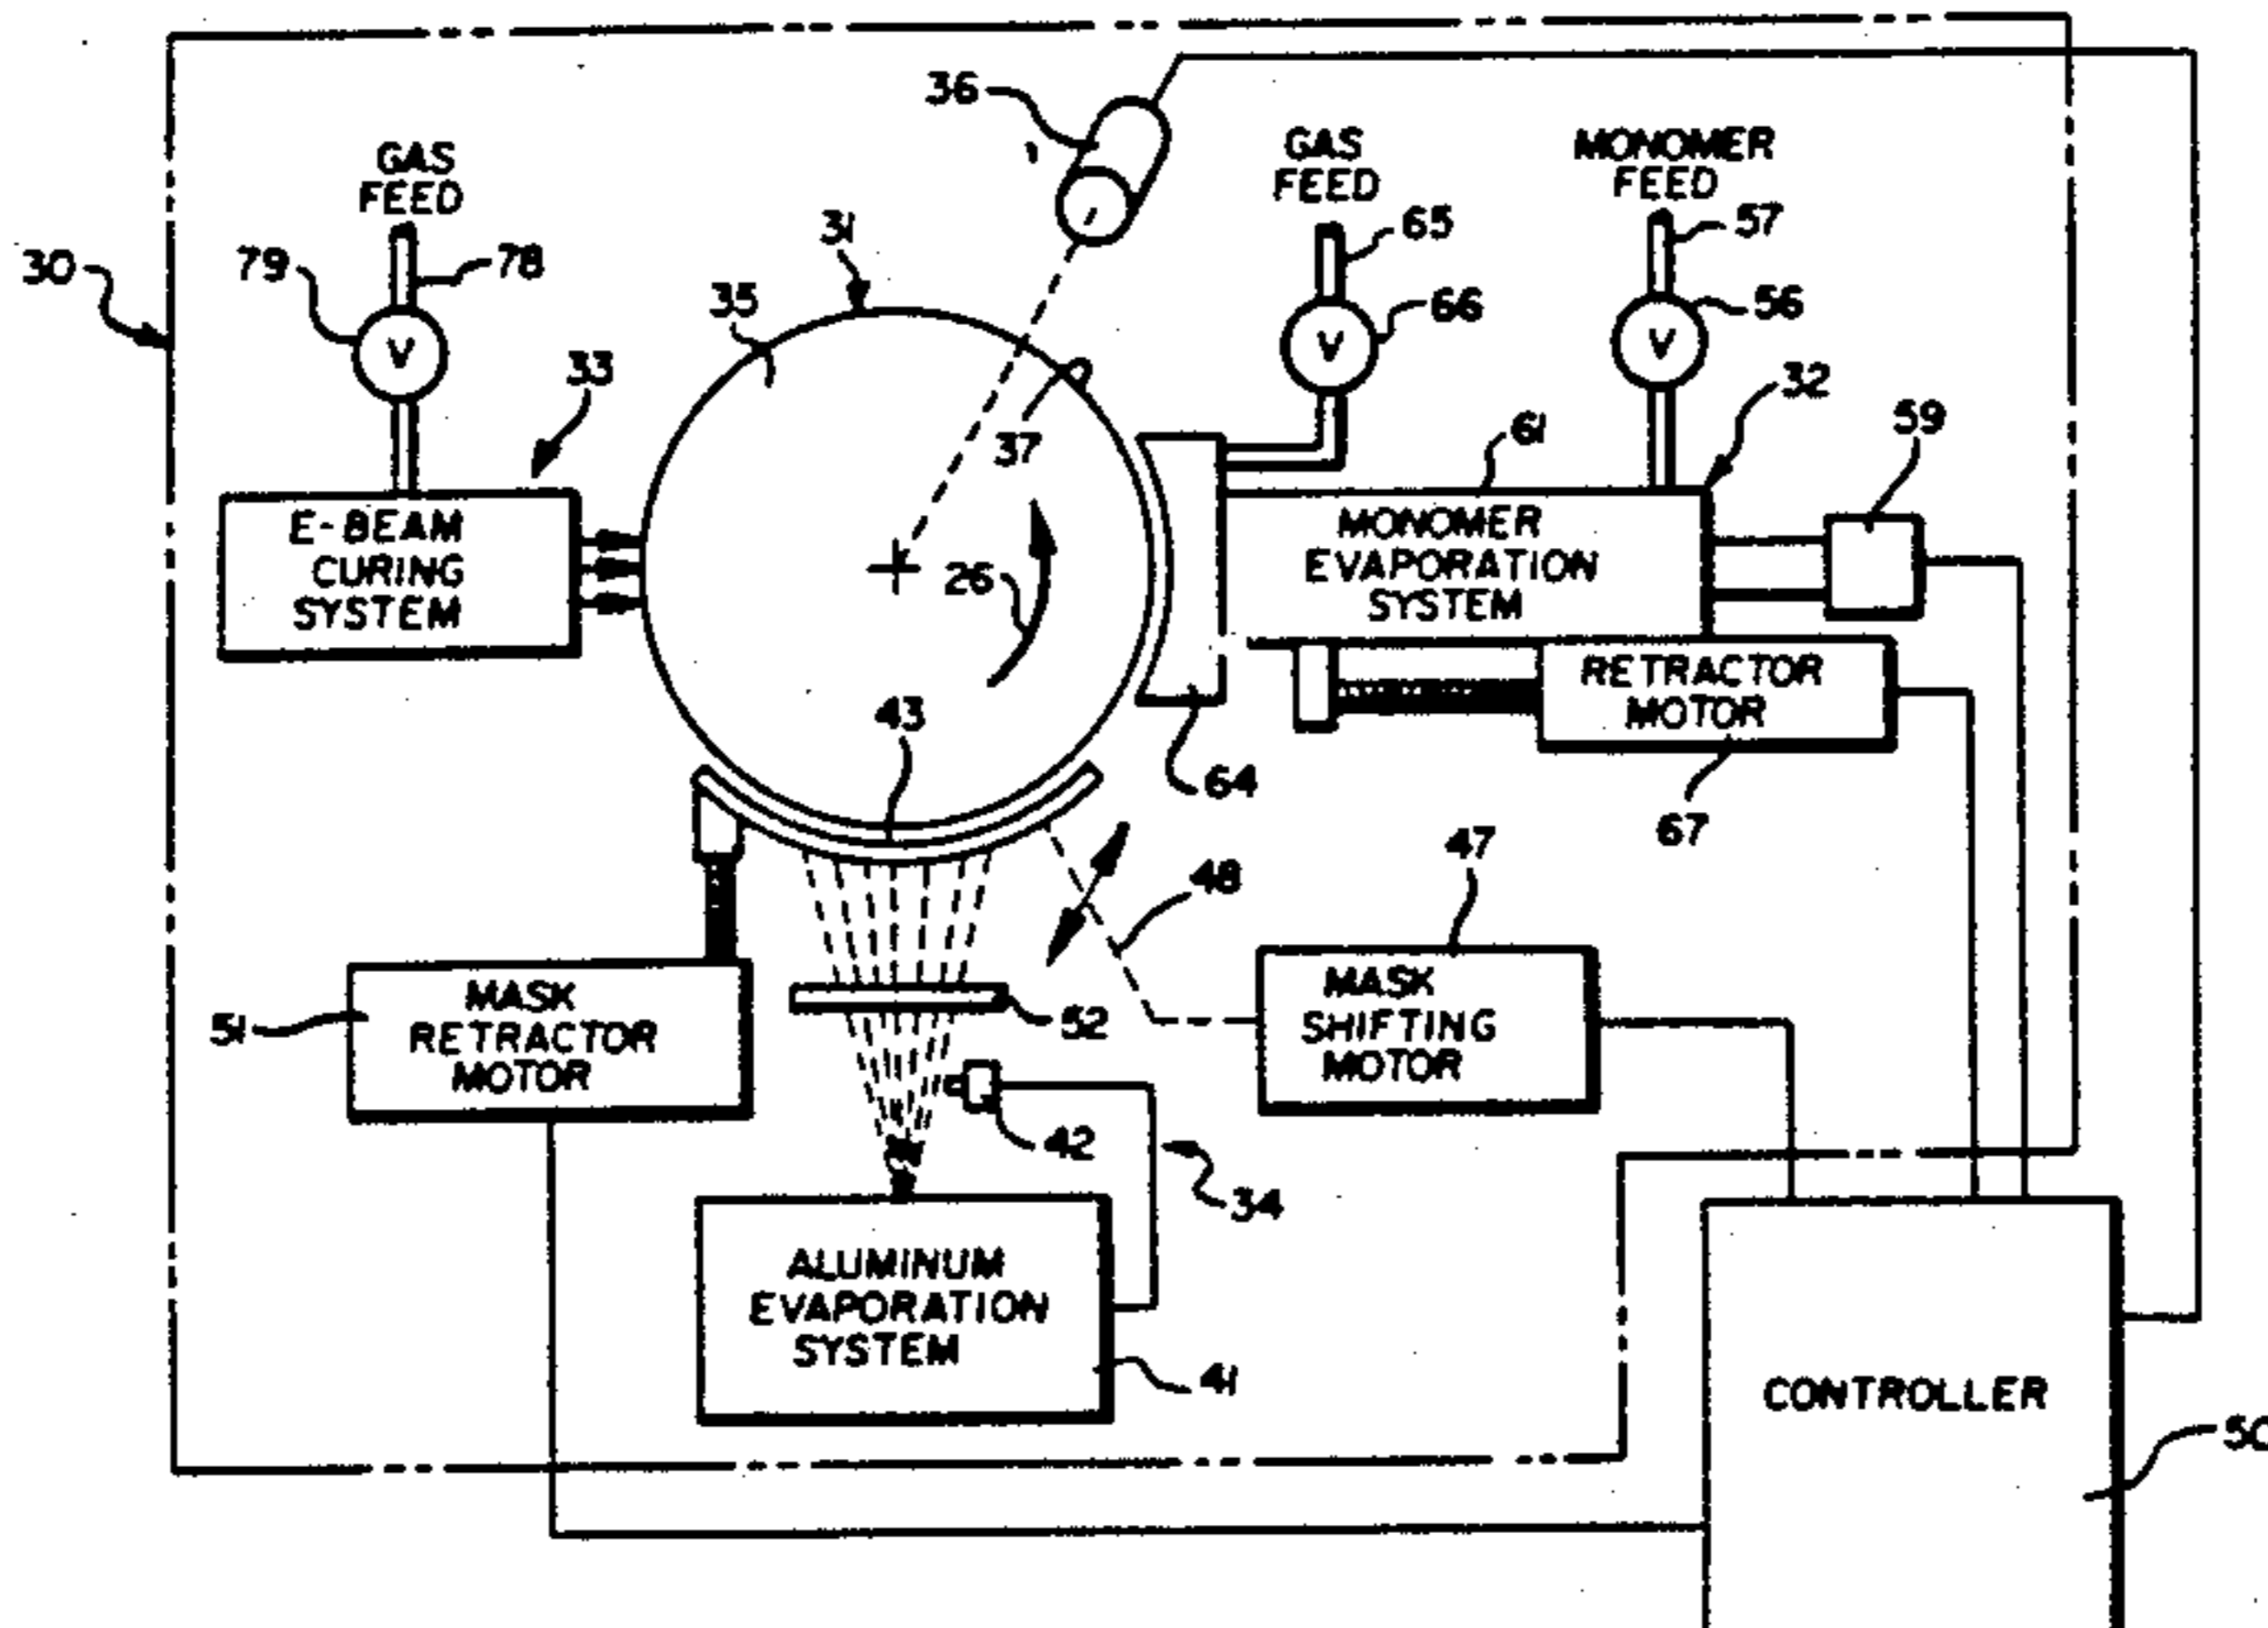 36
GAS
FEED
GAS
FEED
MONOMER
FEED
30
79
78
31
35
65
57
66
56
33
37
32
59
61
E-BEAM
CURING
SYSTEM
26
MONOMER
EVAPORATION
SYSTEM
RETRACTOR
MOTOR
43
64
67
47
48
MASK
RETRACTOR
MOTOR
51
52
MASK
SHIFTING
MOTOR
42
34
ALUMINUM
EVAPORATION
SYSTEM
41
CONTROLLER
50
V
V
V